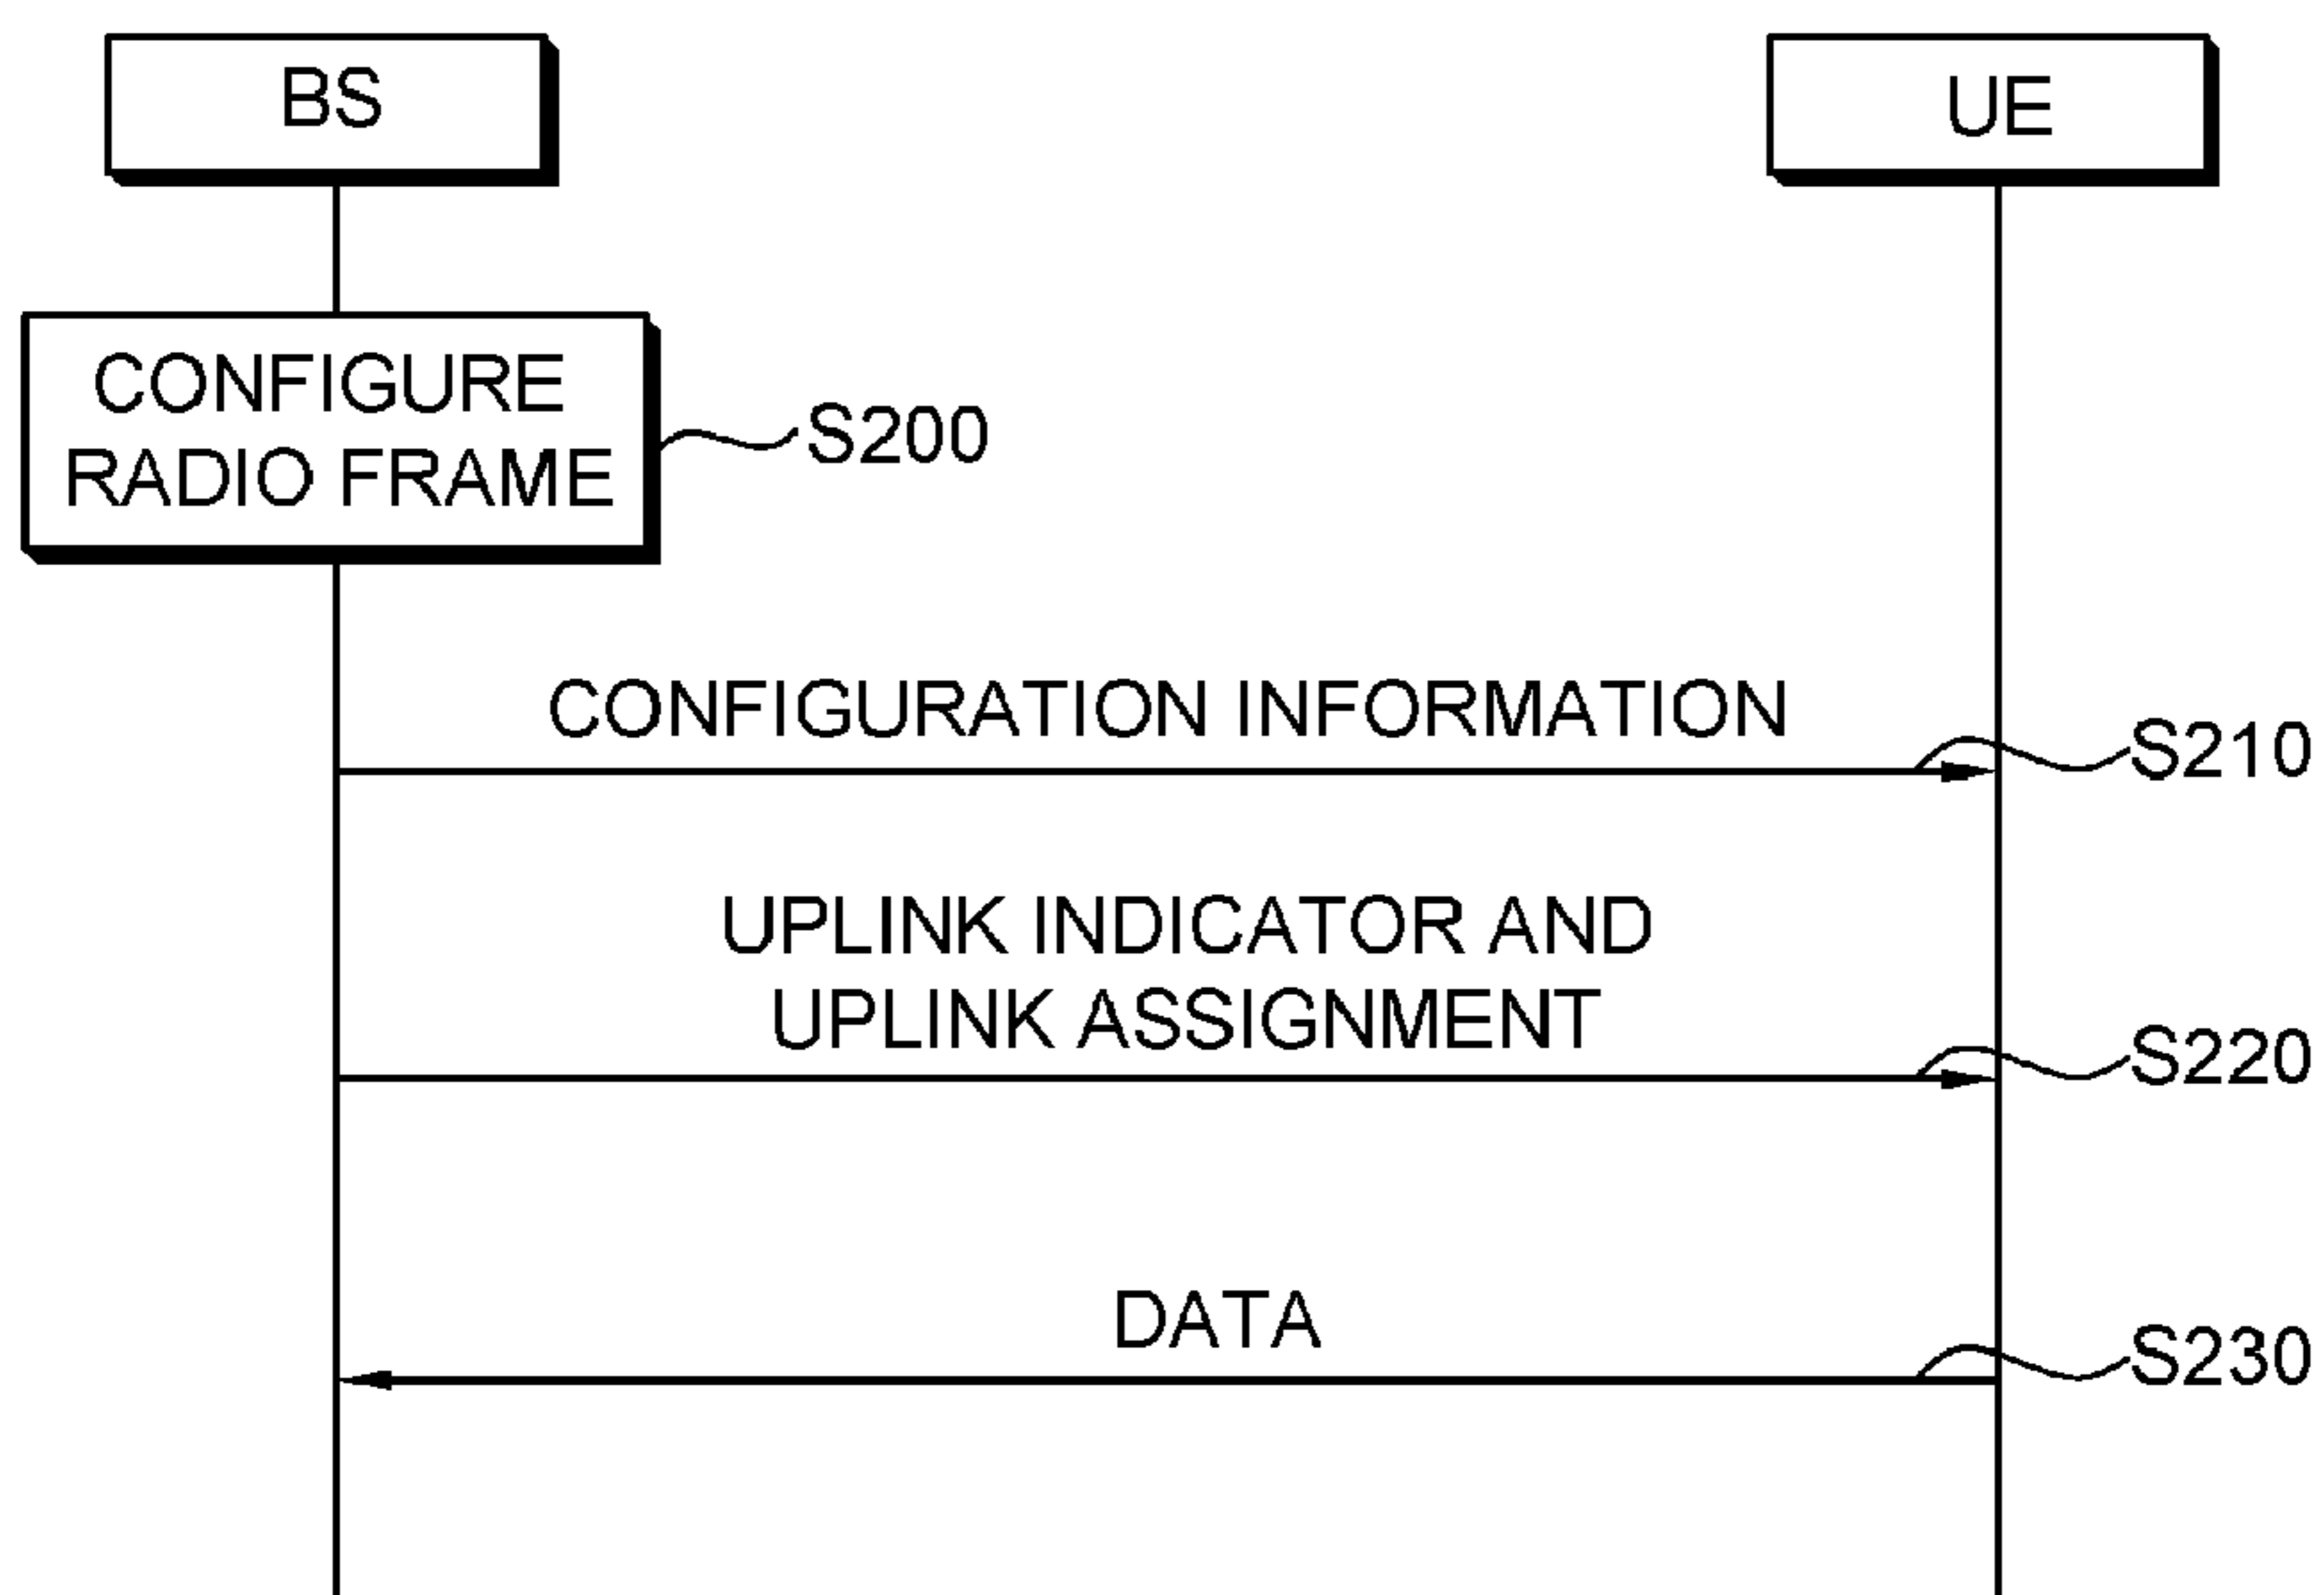 BS
UE
CONFIGURE
RADIO FRAME
S200
CONFIGURATION INFORMATION
S210
UPLINK INDICATOR AND
UPLINK ASSIGNMENT
S220
DATA
S230